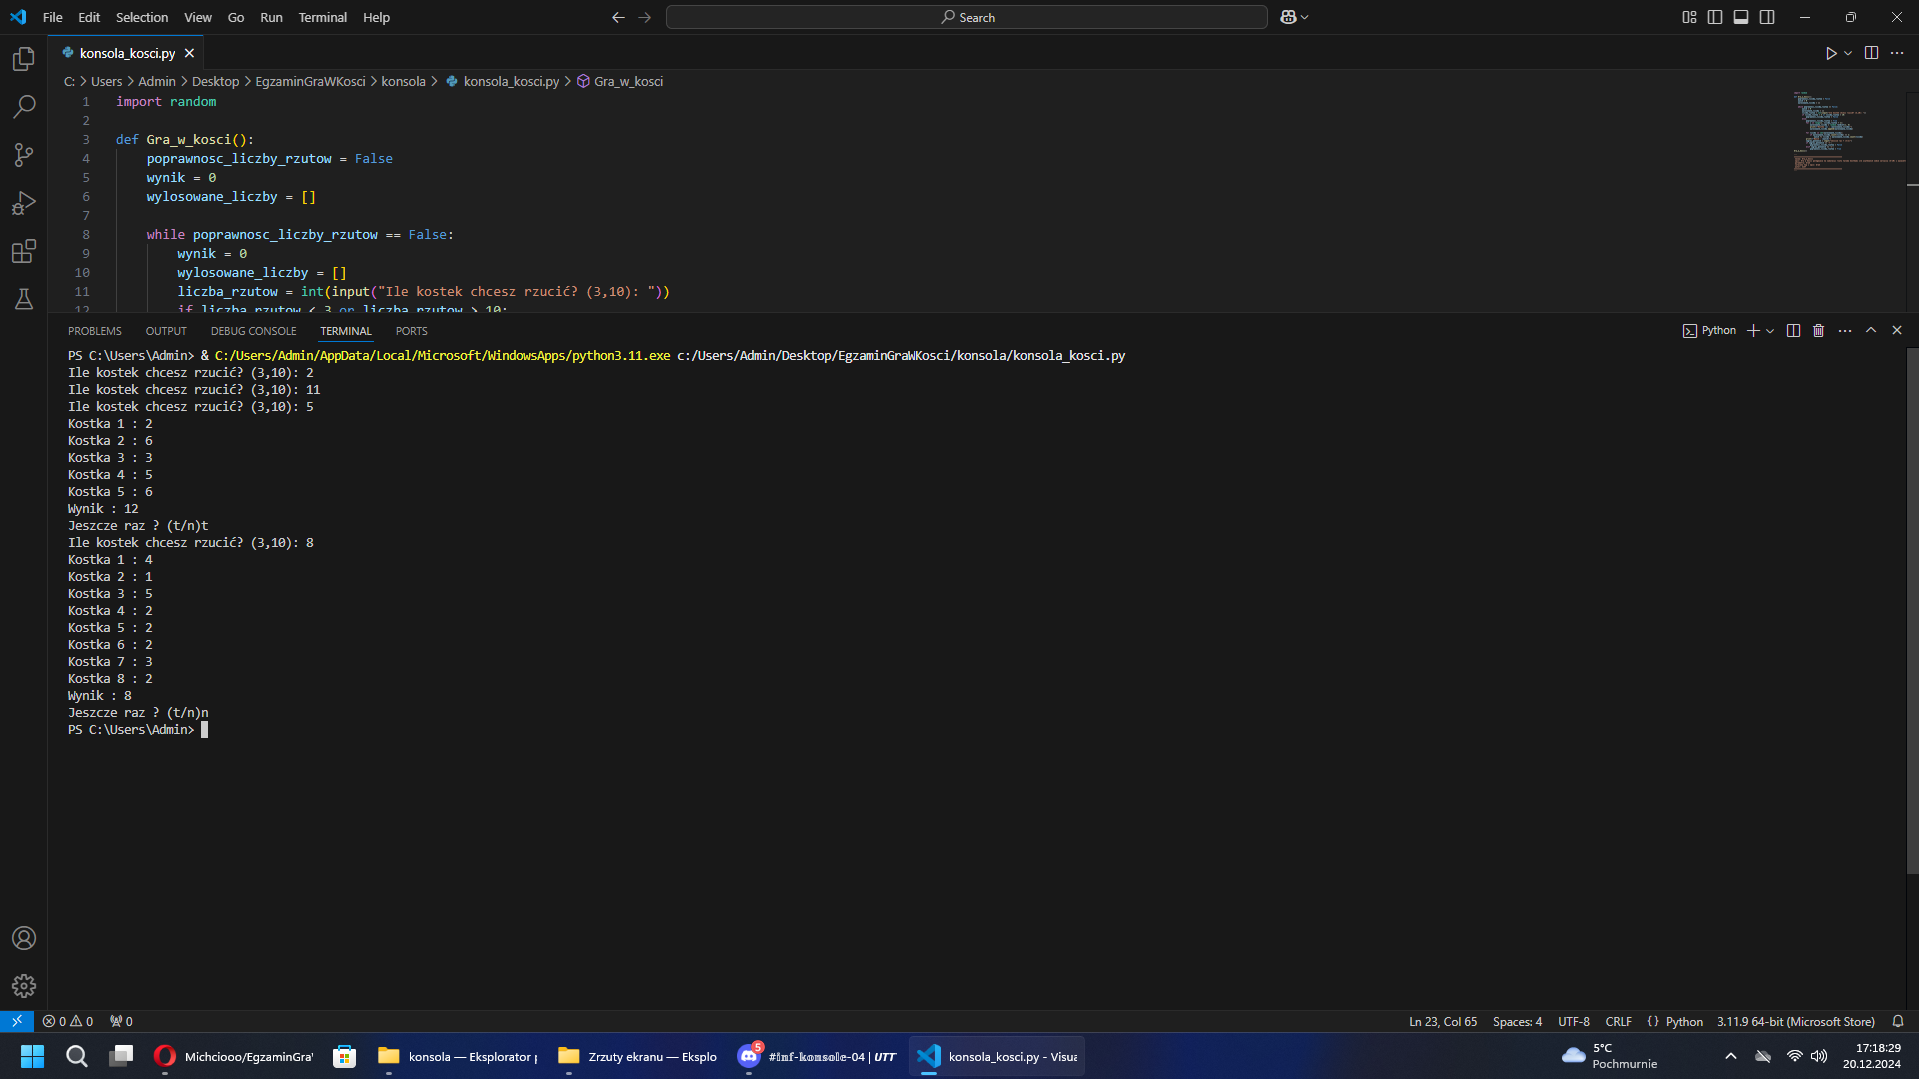 File Edit Selection View Go Run Terminal Help
Search
konsola_kosci.py
C: > Users > Admin > Desktop > EgzaminGraWKosci > konsola > konsola_kosci.py > Gra_w_kosci
1 import random
2
3 def Gra_w_kosci():
4 poprawnosc_liczby_rzutow = False
5 wynik = 0
6 wylosowane_liczby = []
7
8 while poprawnosc_liczby_rzutow == False:
9 wynik = 0
10 wylosowane_liczby = []
11 liczba_rzutow = int(input("Ile kostek chcesz rzucić? (3,10): "))
12 if liczba_rzutow < 3 or liczba_rzutow > 10:
PROBLEMS OUTPUT DEBUG CONSOLE TERMINAL PORTS
Python
PS C:\Users\Admin> & C:/Users/Admin/AppData/Local/Microsoft/WindowsApps/python3.11.exe c:/Users/Admin/Desktop/EgzaminGraWKosci/konsola/konsola_kosci.py
Ile kostek chcesz rzucić? (3,10): 2
Ile kostek chcesz rzucić? (3,10): 11
Ile kostek chcesz rzucić? (3,10): 5
Kostka 1 : 2
Kostka 2 : 6
Kostka 3 : 3
Kostka 4 : 5
Kostka 5 : 6
Wynik : 12
Jeszcze raz ? (t/n)t
Ile kostek chcesz rzucić? (3,10): 8
Kostka 1 : 4
Kostka 2 : 1
Kostka 3 : 5
Kostka 4 : 2
Kostka 5 : 2
Kostka 6 : 2
Kostka 7 : 3
Kostka 8 : 2
Wynik : 8
Jeszcze raz ? (t/n)n
PS C:\Users\Admin>
0 0 0 Ln 23, Col 65 Spaces: 4 UTF-8 CRLF {} Python 3.11.9 64-bit (Microsoft Store)
Michciooo/EgzaminGra konsola — Eksplorator p Zrzuty ekranu — Eksplo 5 #inf-konsole-04 | UTT konsola_kosci.py - Visua
5°C
Pochmurnie
17:18:29
20.12.2024